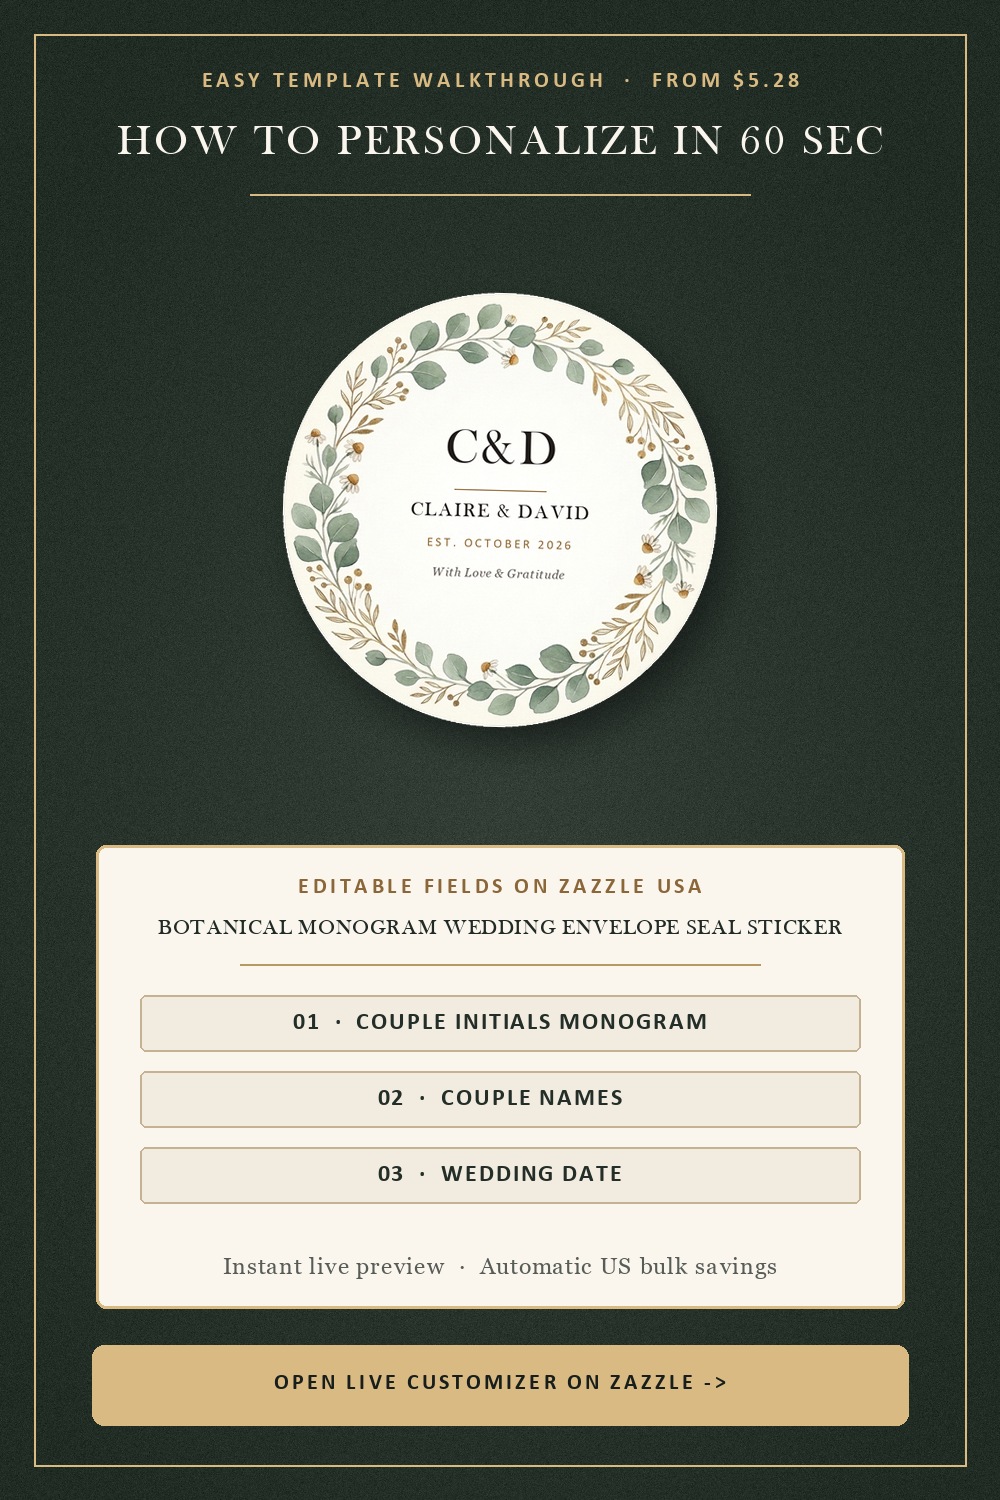 EASY TEMPLATE WALKTHROUGH · FROM $5.28
HOW TO PERSONALIZE IN 60 SEC
C&D
CLAIRE & DAVID
EST. OCTOBER 2026
With Love & Gratitude
EDITABLE FIELDS ON ZAZZLE USA
BOTANICAL MONOGRAM WEDDING ENVELOPE SEAL STICKER
01 · COUPLE INITIALS MONOGRAM
02 · COUPLE NAMES
03 · WEDDING DATE
Instant live preview · Automatic US bulk savings
OPEN LIVE CUSTOMIZER ON ZAZZLE ->